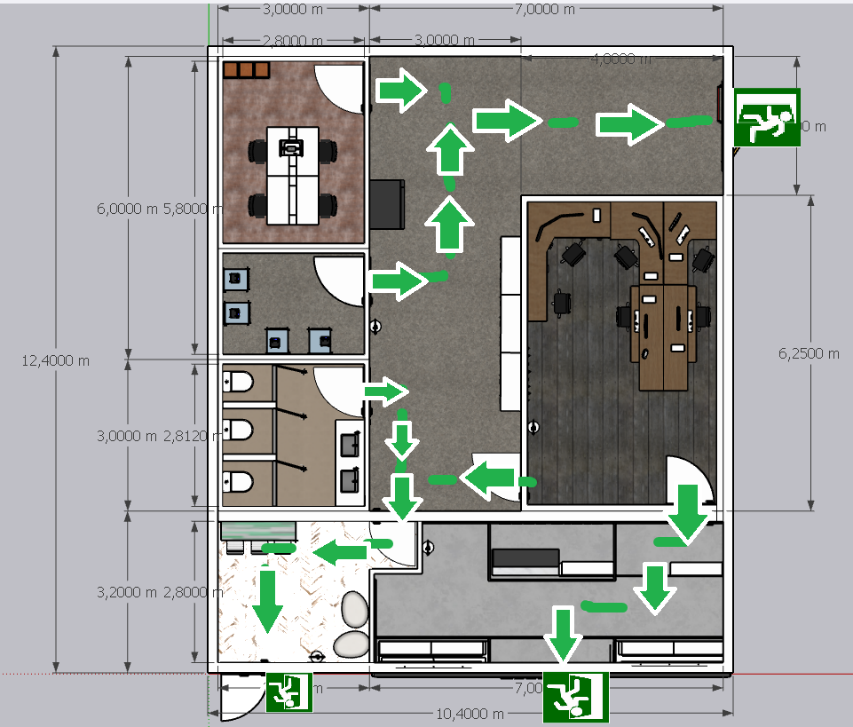 3,0000 m
7,0000 m
2,8000 m
3,0000 m
4,0000 m
0 m
6,0000 m
5,8000 m
12,4000 m
6,2500 m
3,0000 m
2,8120 m
3,2000 m
2,8000 m
m
7,00
10,4000 m